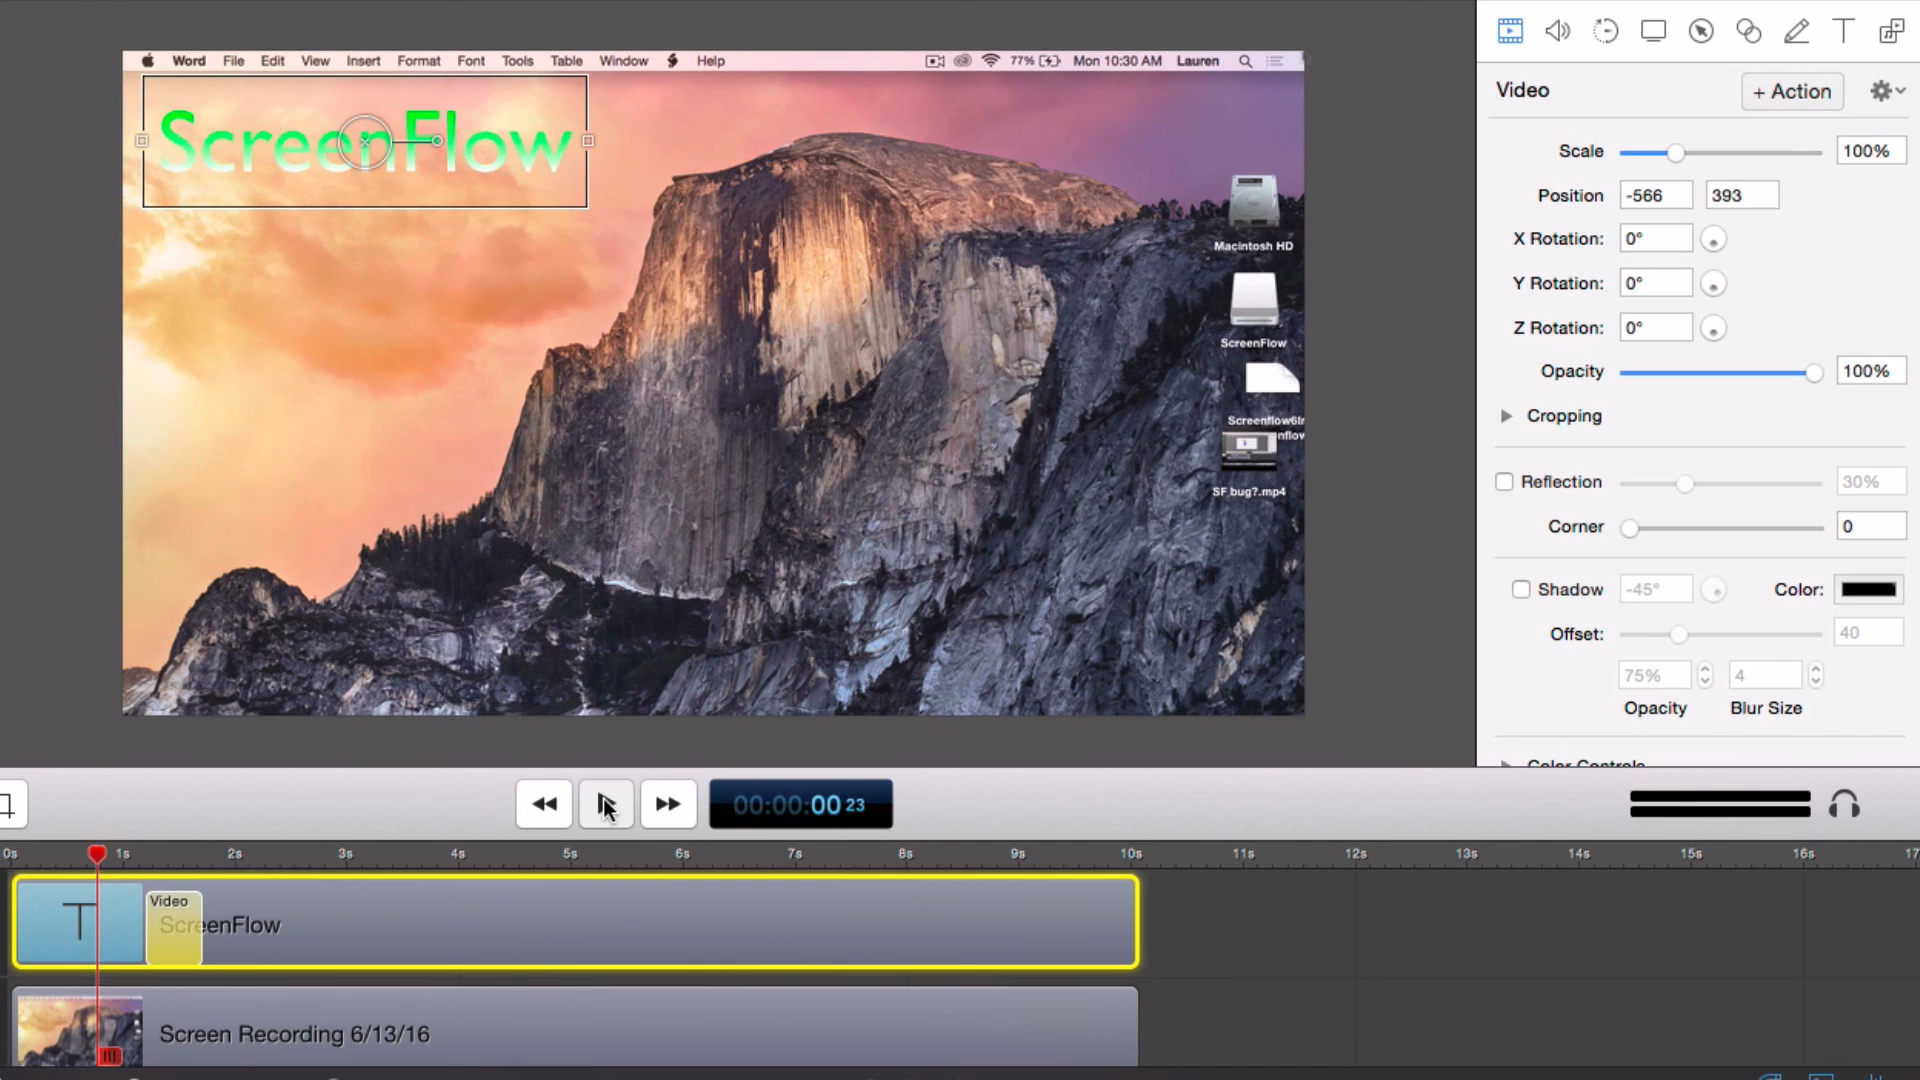 Word File Edit View Insert Format Font Tools Table Window Help 77% Mon 10:30 AM Lauren
ScreenFlow
Macintosh HD
ScreenFlow
SF bug?.mp4
Video
+ Action
Scale 100%
Position -566 393
X Rotation: 0°
Y Rotation: 0°
Z Rotation: 0°
Opacity 100%
Cropping
Reflection 30%
Corner 0
Shadow -45° Color:
Offset: 40
75% 4
Opacity Blur Size
Color Controls
00:00:00 23
0s 1s 2s 3s 4s 5s 6s 7s 8s 9s 10s 11s 12s 13s 14s 15s 16s 17
T Video
ScreenFlow
Screen Recording 6/13/16